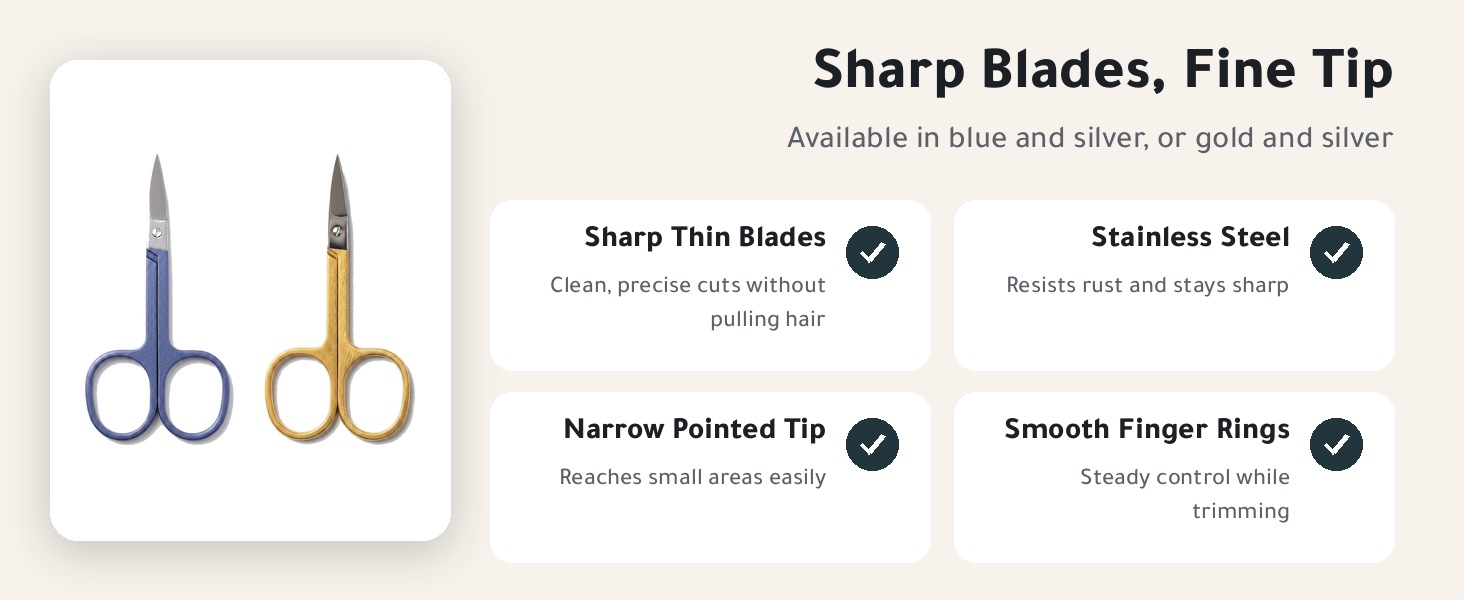 Sharp Blades, Fine Tip
Available in blue and silver, or gold and silver
Sharp Thin Blades
Clean, precise cuts without
pulling hair
Stainless Steel
Resists rust and stays sharp
Narrow Pointed Tip
Reaches small areas easily
Smooth Finger Rings
Steady control while
trimming